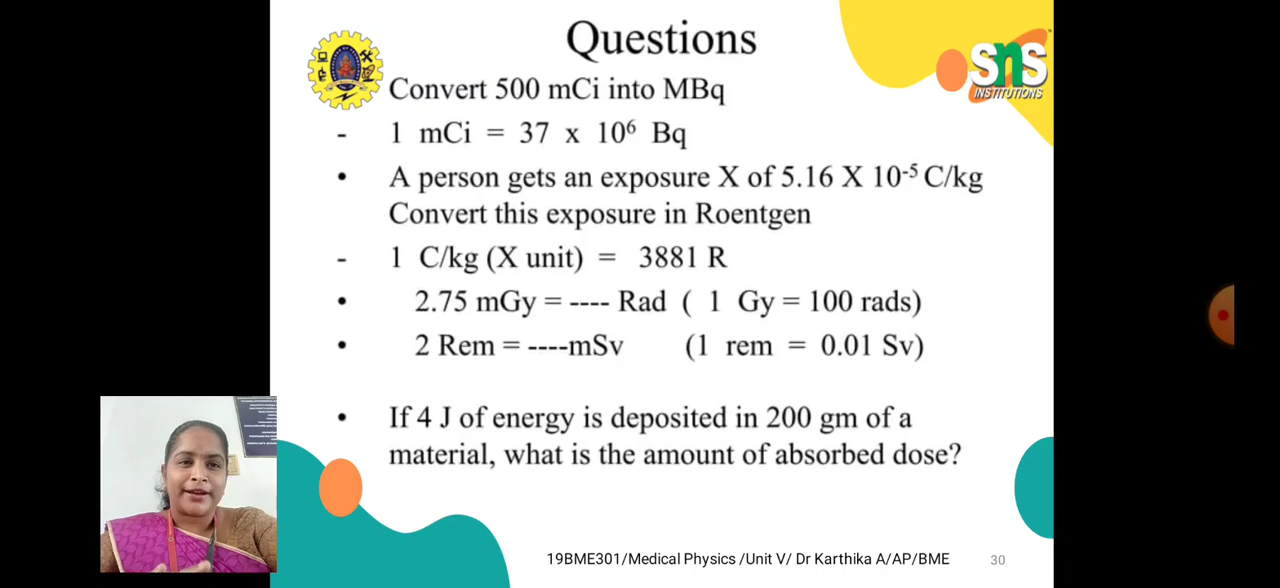 Questions
SNS
INSTITUTIONS
Convert 500 mCi into MBq
- 1 mCi = 37 x 10⁶ Bq
• A person gets an exposure X of 5.16 X 10⁻⁵ C/kg
Convert this exposure in Roentgen
- 1 C/kg (X unit) = 3881 R
• 2.75 mGy = ---- Rad ( 1 Gy = 100 rads)
• 2 Rem = ----mSv (1 rem = 0.01 Sv)
• If 4 J of energy is deposited in 200 gm of a
material, what is the amount of absorbed dose?
19BME301/Medical Physics /Unit V/ Dr Karthika A/AP/BME
30